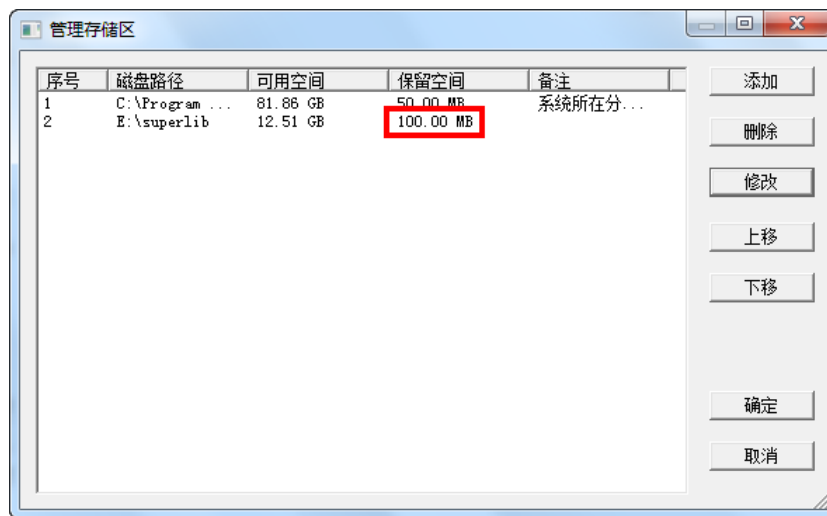 管理存储区
序号 磁盘路径 可用空间 保留空间 备注
1 C:\Program ... 81.86 GB 50.00 MB 系统所在分...
2 E:\superlib 12.51 GB 100.00 MB
添加
删除
修改
上移
下移
确定
取消